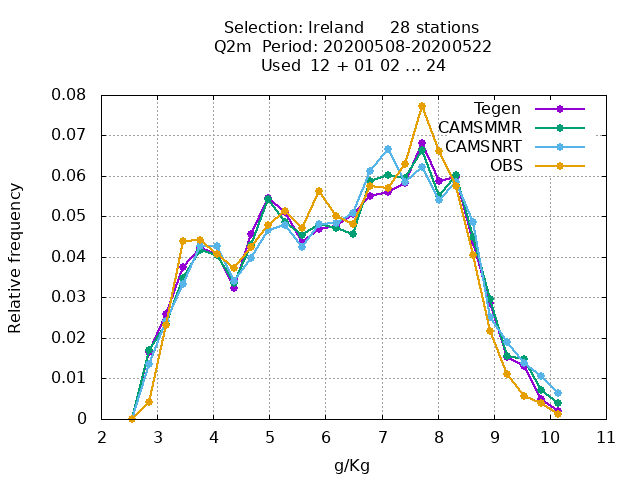 Selection: Ireland 28 stations
Q2m Period: 20200508-20200522
Used 12 + 01 02 ... 24
Relative frequency
0.08
0.07
0.06
0.05
0.04
0.03
0.02
0.01
0
Tegen
CAMSMMR
CAMSNRT
OBS
2 3 4 5 6 7 8 9 10 11
g/Kg